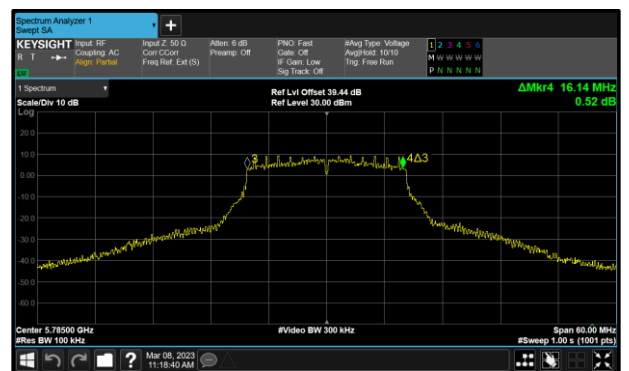 Spectrum Analyzer 1
Swept SA
+
KEYSIGHT
R T
Input: RF
Coupling: AC
Align: Partial
Input Z: 50 Ω
Corr CCorr
Freq Ref: Ext (S)
Atten: 6 dB
Preamp: Off
PNO: Fast
Gate: Off
IF Gain: Low
Sig Track: Off
#Avg Type: Voltage
Avg|Hold: 10/10
Trig: Free Run
1 2 3 4 5 6
M W W W W W
P N N N N N
1 Spectrum
Scale/Div 10 dB
Log
Ref Lvl Offset 39.44 dB
Ref Level 30.00 dBm
ΔMkr4 16.14 MHz
0.52 dB
20.0
10.0
0.00
-10.0
-20.0
-30.0
-40.0
-50.0
-60.0
3
4Δ3
Center 5.78500 GHz
#Res BW 100 kHz
#Video BW 300 kHz
Span 60.00 MHz
#Sweep 1.00 s (1001 pts)
?
Mar 08, 2023
11:18:40 AM